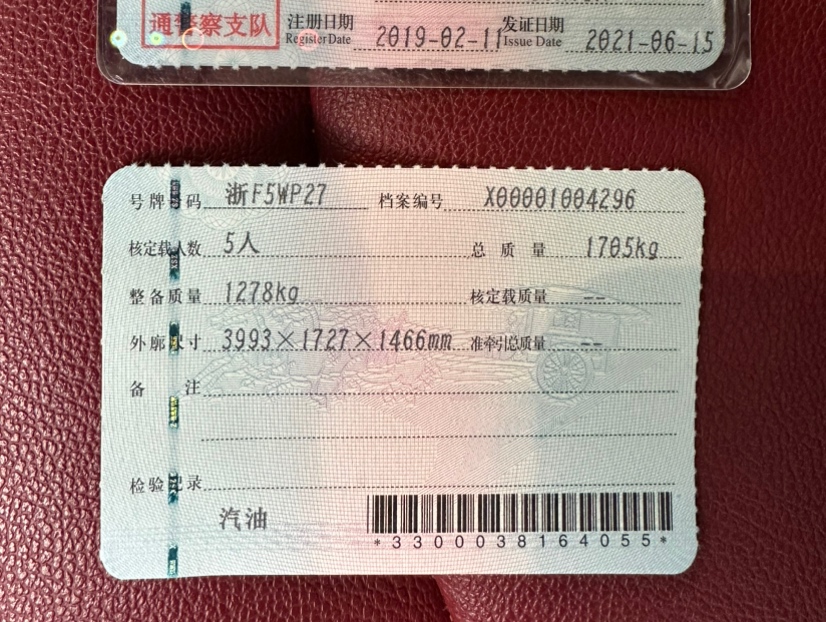 通警察支队 注册日期 Register Date 2019-02-11 发证日期 Issue Date 2021-06-15
号牌号码 浙F5WP27 档案编号 X00001004296
核定载人数 5人 总质量 1705kg
整备质量 1278kg 核定载质量 --
外廓尺寸 3993×1727×1466mm 准牵引总质量 --
备注
检验记录
汽油
*3300038164055*